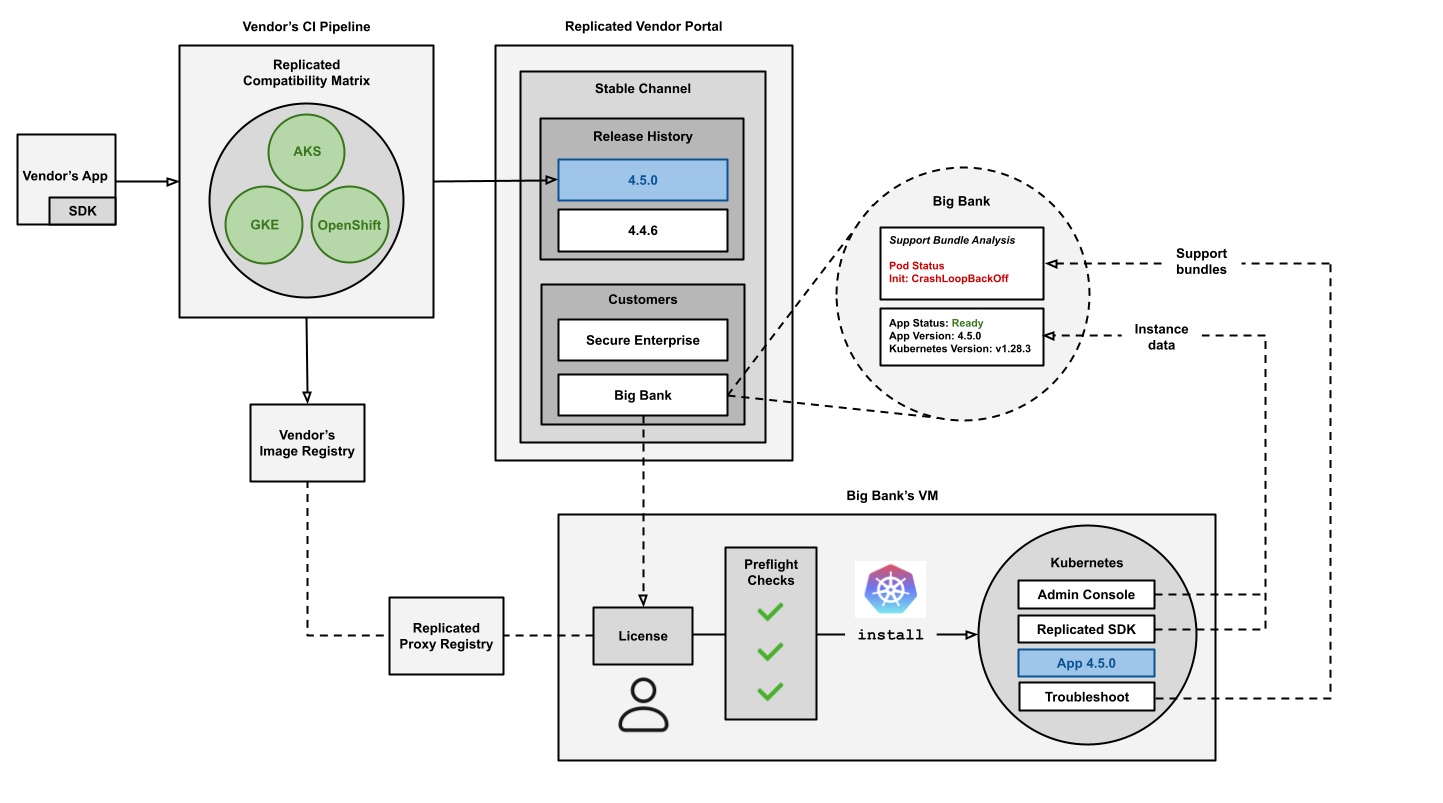 Vendor’s CI Pipeline
Replicated
Compatibility Matrix
AKS
GKE
OpenShift
Vendor’s App
SDK
Replicated Vendor Portal
Stable Channel
Release History
4.5.0
4.4.6
Customers
Secure Enterprise
Big Bank
Big Bank
Support Bundle Analysis
Pod Status
Init: CrashLoopBackOff
App Status: Ready
App Version: 4.5.0
Kubernetes Version: v1.28.3
Support
bundles
Instance
data
Vendor’s
Image Registry
Replicated
Proxy Registry
Big Bank’s VM
License
Preflight
Checks
install
Kubernetes
Admin Console
Replicated SDK
App 4.5.0
Troubleshoot